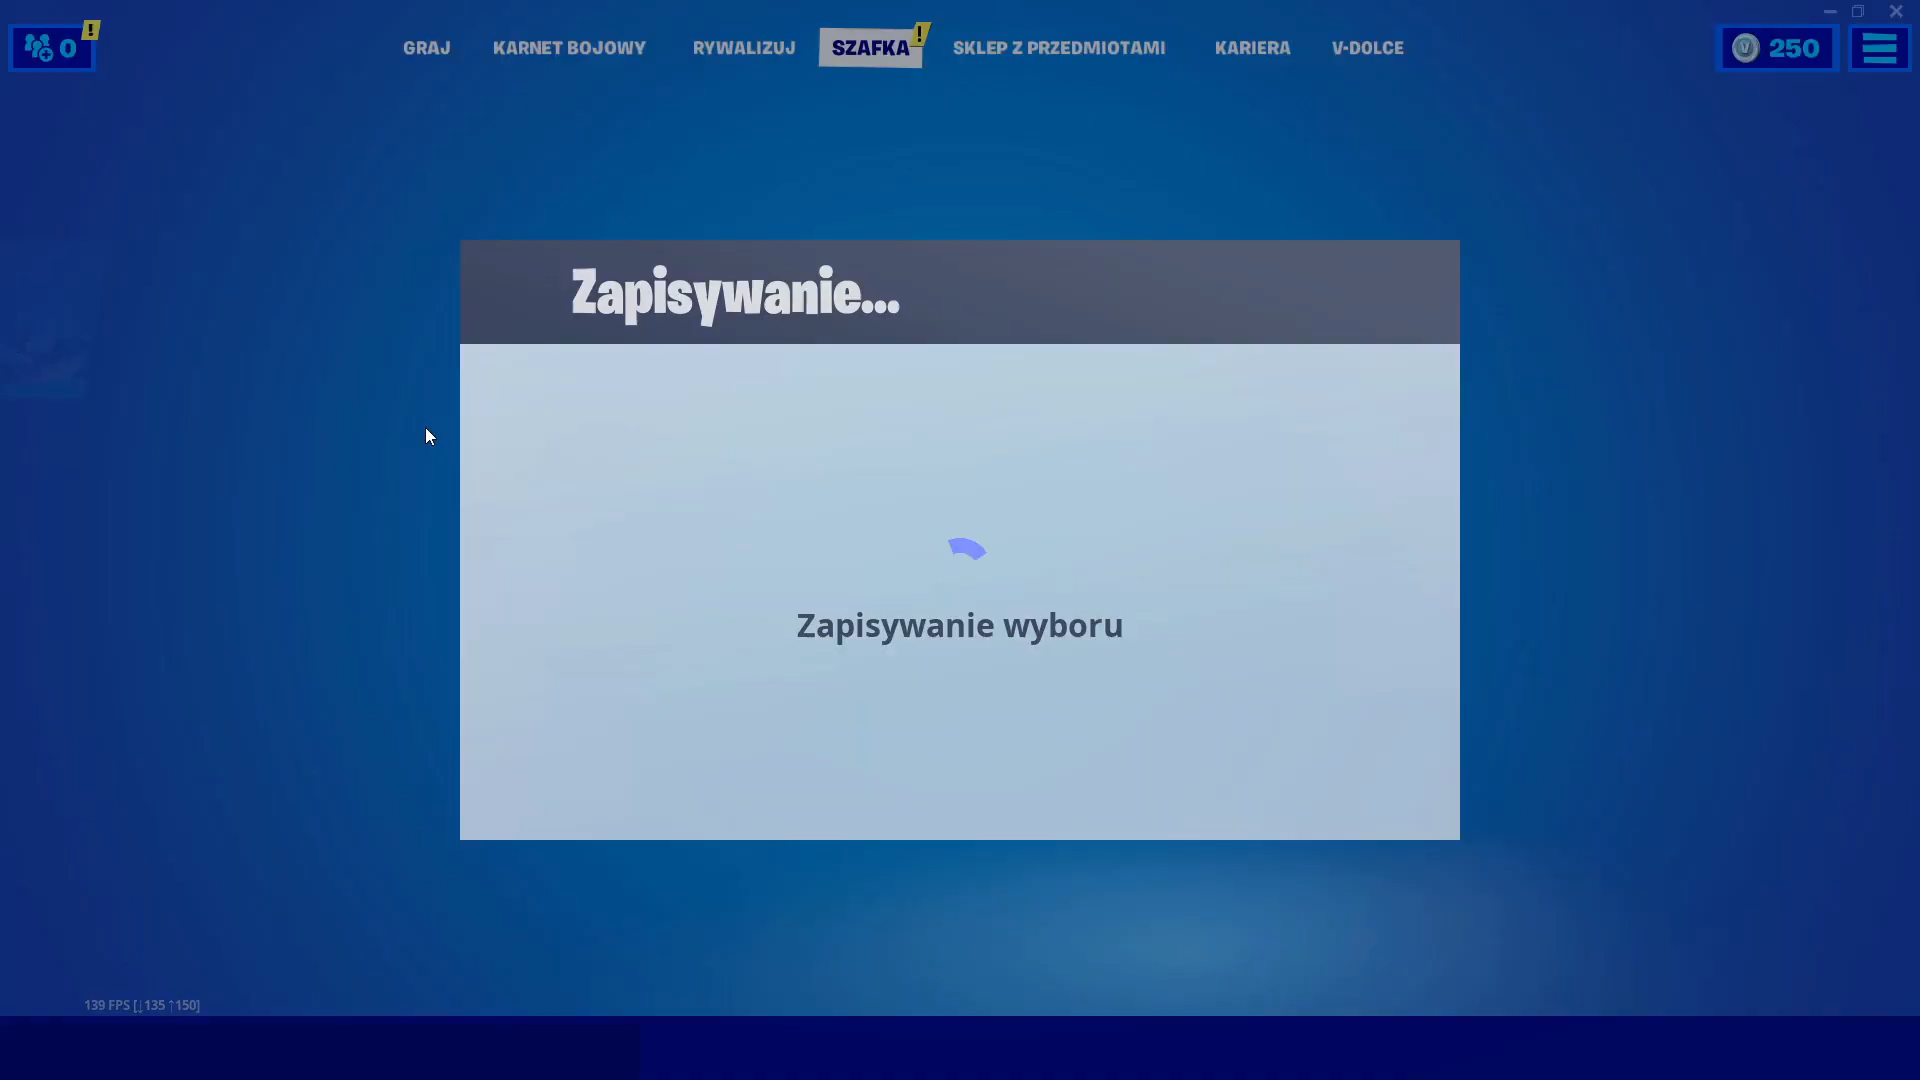 0
!
GRAJ
KARNET BOJOWY
RYWALIZUJ
SZAFKA
!
SKLEP Z PRZEDMIOTAMI
KARIERA
V-DOLCE
V 250
Zapisywanie...
Zapisywanie wyboru
139 FPS [↓135 ↑150]